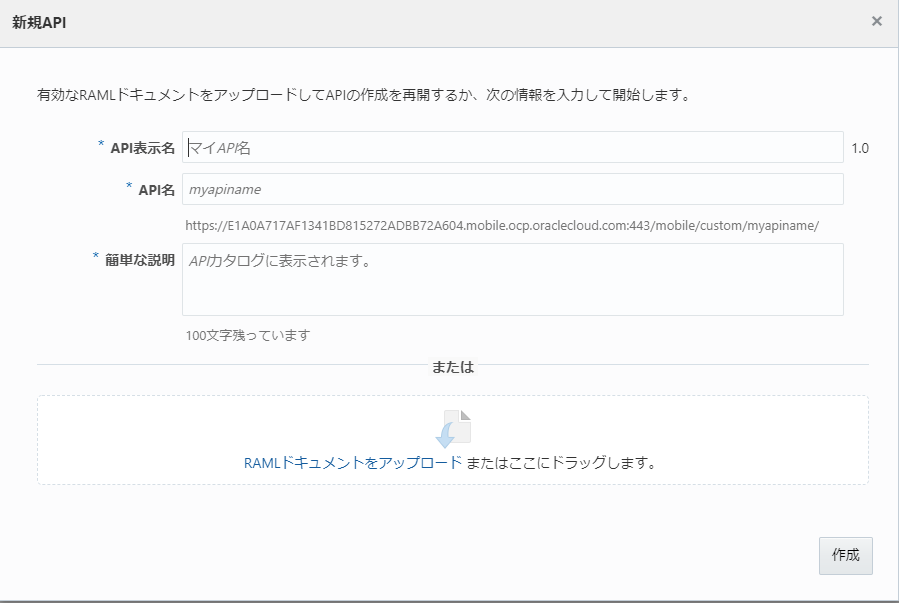 新規API
×
有効なRAMLドキュメントをアップロードしてAPIの作成を再開するか、次の情報を入力して開始します。
* API表示名 マイAPI名 1.0
* API名 myapiname
https://E1A0A717AF1341BD815272ADBB72A604.mobile.ocp.oraclecloud.com:443/mobile/custom/myapiname/
* 簡単な説明 APIカタログに表示されます。
100文字残っています
または
RAMLドキュメントをアップロード またはここにドラッグします。
作成